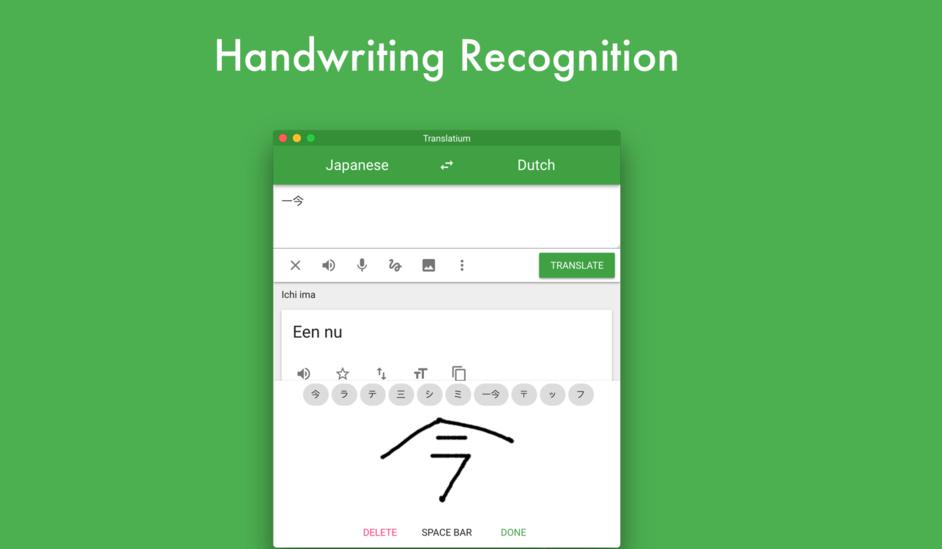 Handwriting Recognition
Translatium
Japanese Dutch
一今
TRANSLATE
Ichi ima
Een nu
今 ラ テ 三 シ ミ 一今 〒 ッ フ
今
DELETE SPACE BAR DONE